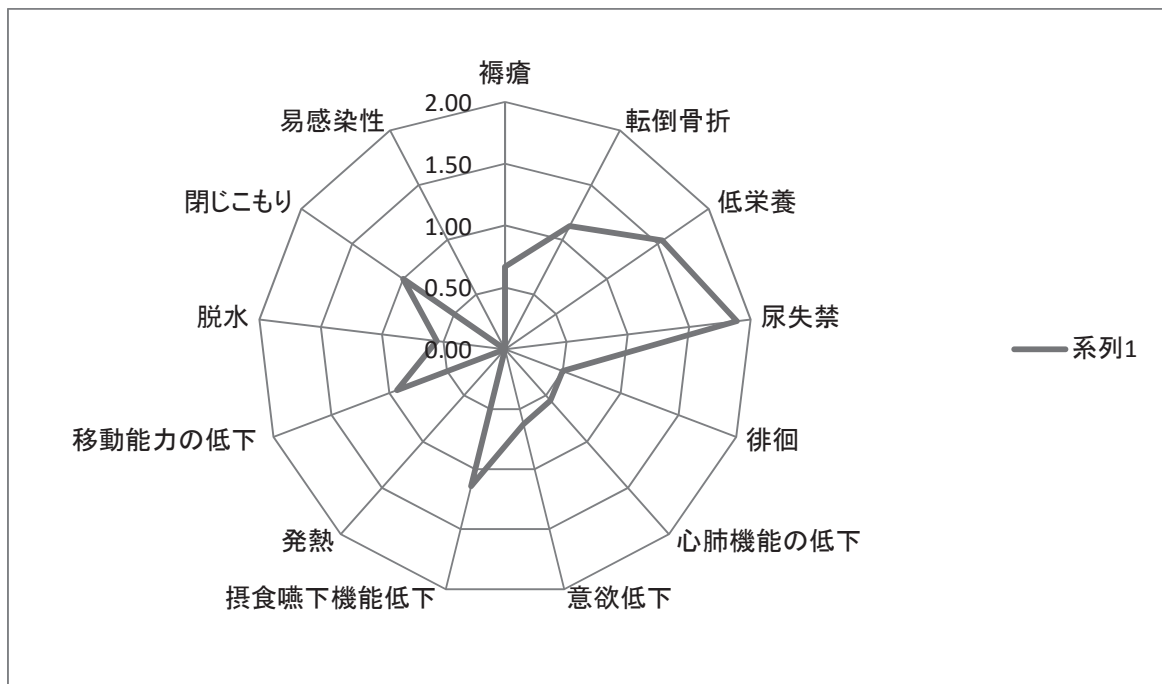 褥瘡
転倒骨折
低栄養
尿失禁
徘徊
心肺機能の低下
意欲低下
摂食嚥下機能低下
発熱
移動能力の低下
脱水
閉じこもり
易感染性
2.00
1.50
1.00
0.50
0.00
系列1